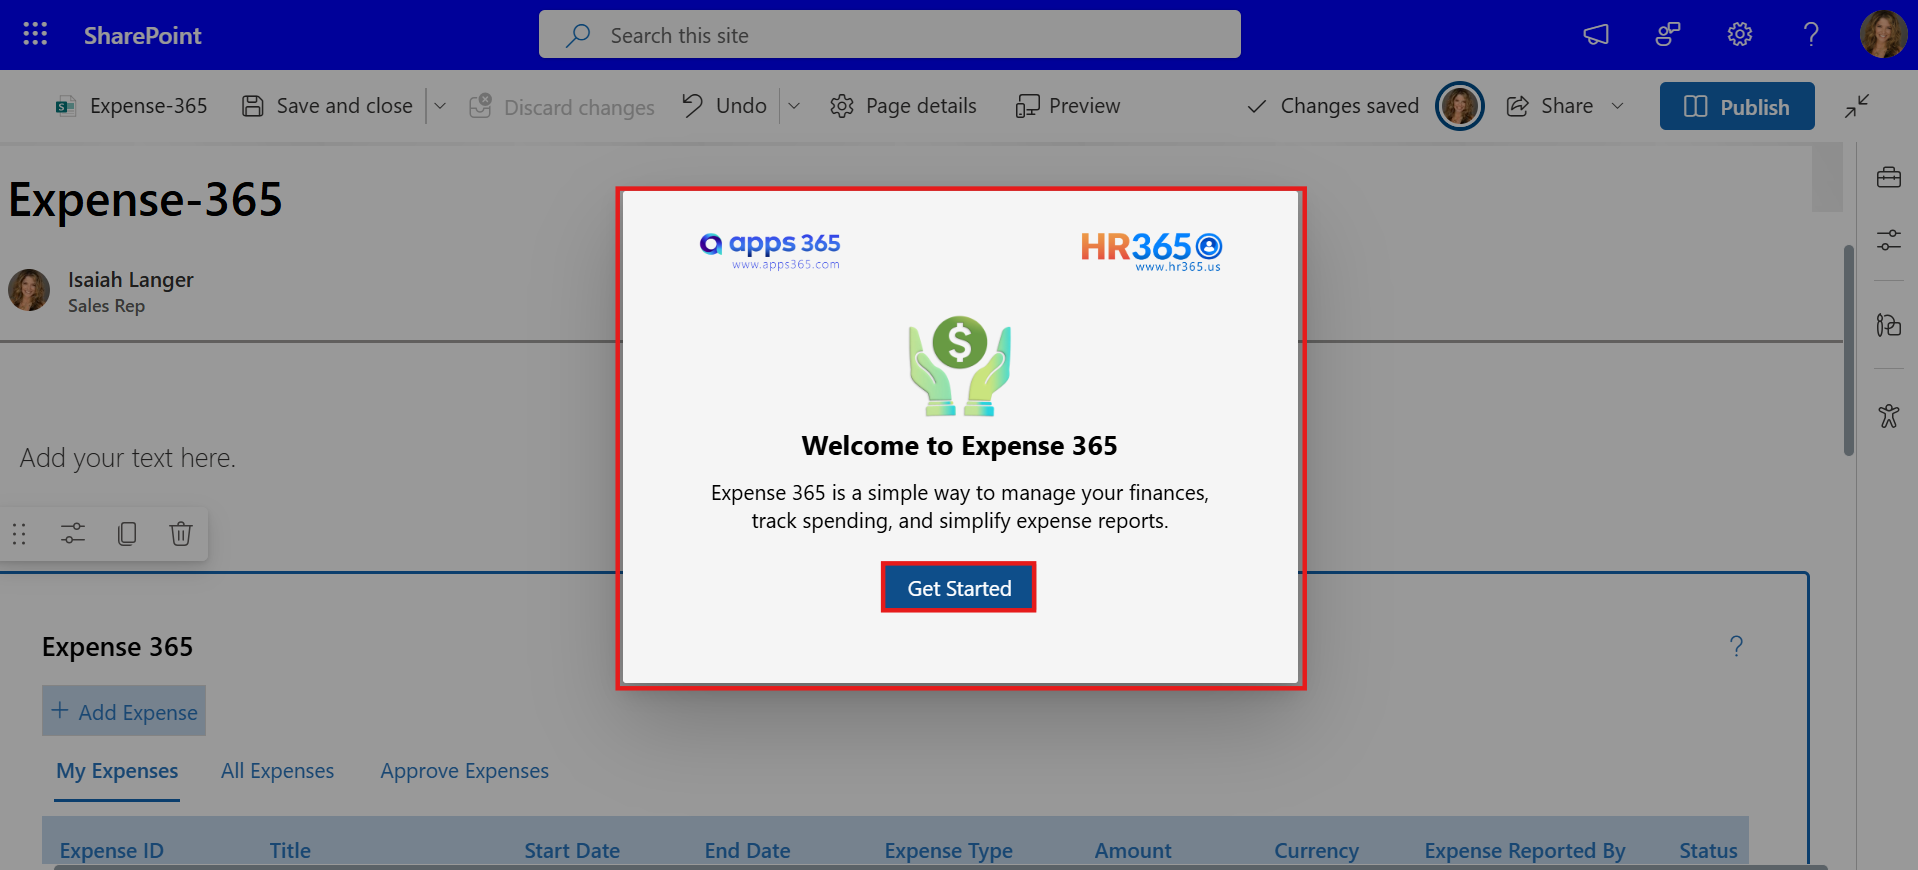 SharePoint
Search this site
Expense-365
Save and close
Discard changes
Undo
Page details
Preview
Changes saved
Share
Publish
Expense-365
Isaiah Langer
Sales Rep
Add your text here.
apps 365
www.apps365.com
HR365
www.hr365.us
$
Welcome to Expense 365
Expense 365 is a simple way to manage your finances,
track spending, and simplify expense reports.
Get Started
Expense 365
?
+ Add Expense
My Expenses All Expenses Approve Expenses
Expense ID Title Start Date End Date Expense Type Amount Currency Expense Reported By Status